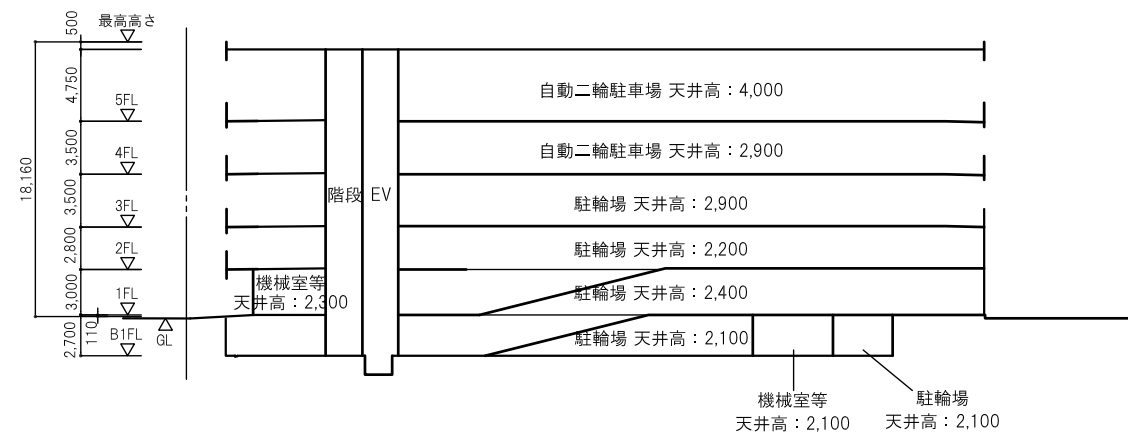 最高高さ
500
4,750
自動二輪駐車場 天井高：4,000
5FL
3,500
自動二輪駐車場 天井高：2,900
4FL
18,160
3,500
階段
EV
駐輪場 天井高：2,900
3FL
2,800
駐輪場 天井高：2,200
2FL
機械室等
天井高：2,300
3,000
駐輪場 天井高：2,400
1FL
110
GL
2,700
B1FL
駐輪場 天井高：2,100
機械室等
天井高：2,100
駐輪場
天井高：2,100